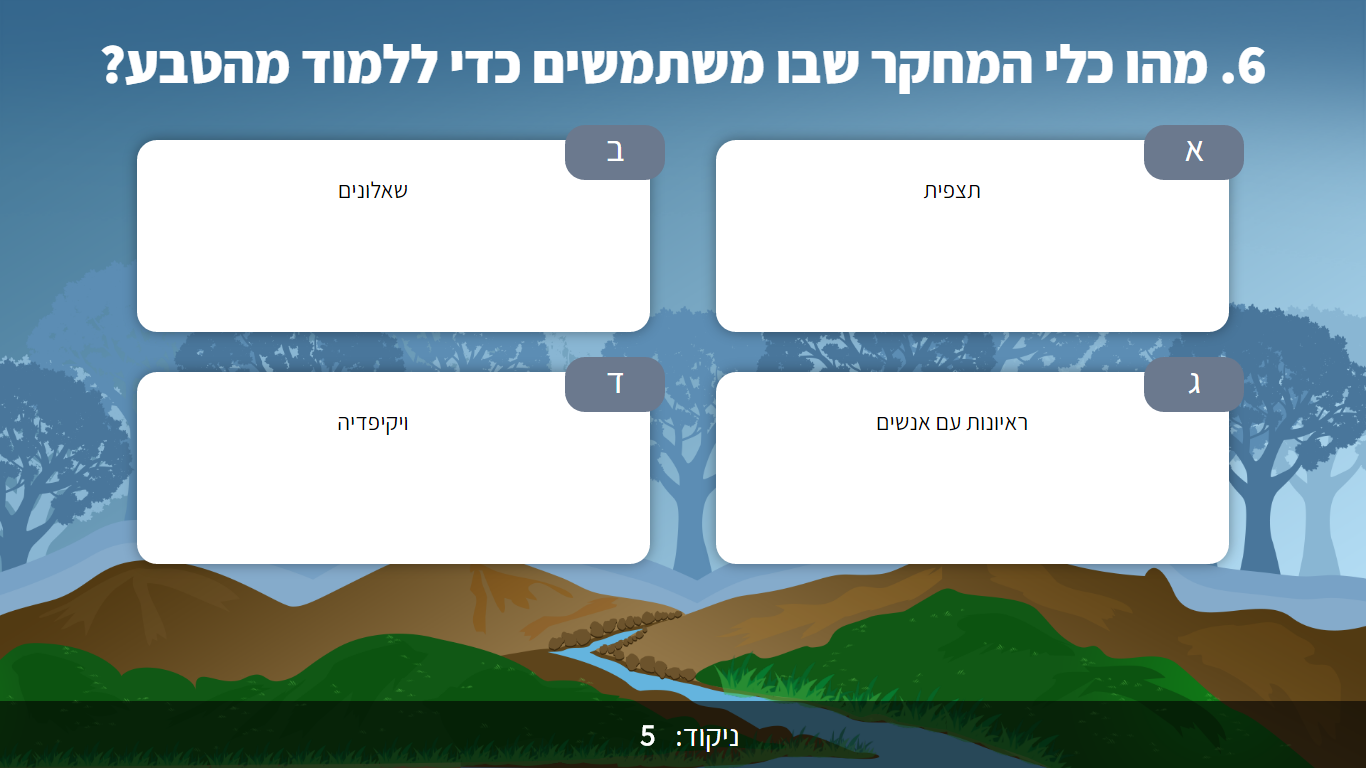 6. מהו כלי המחקר שבו משתמשים כדי ללמוד מהטבע?
א
תצפית
ב
שאלונים
ג
ראיונות עם אנשים
ד
ויקיפדיה
ניקוד: 5